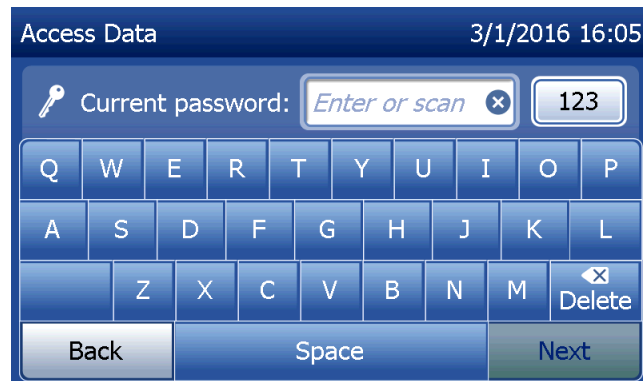 Access Data 3/1/2016 16:05
Current password: Enter or scan 123
Q W E R T Y U I O P
A S D F G H J K L
Z X C V B N M Delete
Back Space Next